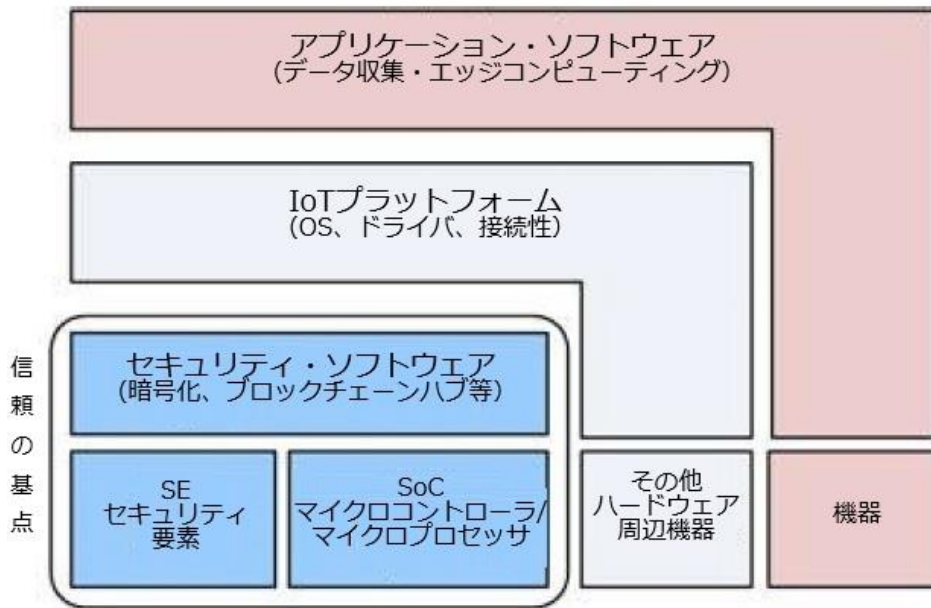 アプリケーション・ソフトウェア
（データ収集・エッジコンピューティング）
IoTプラットフォーム
（OS、ドライバ、接続性）
信頼の基点
セキュリティ・ソフトウェア
（暗号化、ブロックチェーンハブ等）
SE
セキュリティ
要素
SoC
マイクロコントローラ/
マイクロプロセッサ
その他
ハードウェア
周辺機器
機器